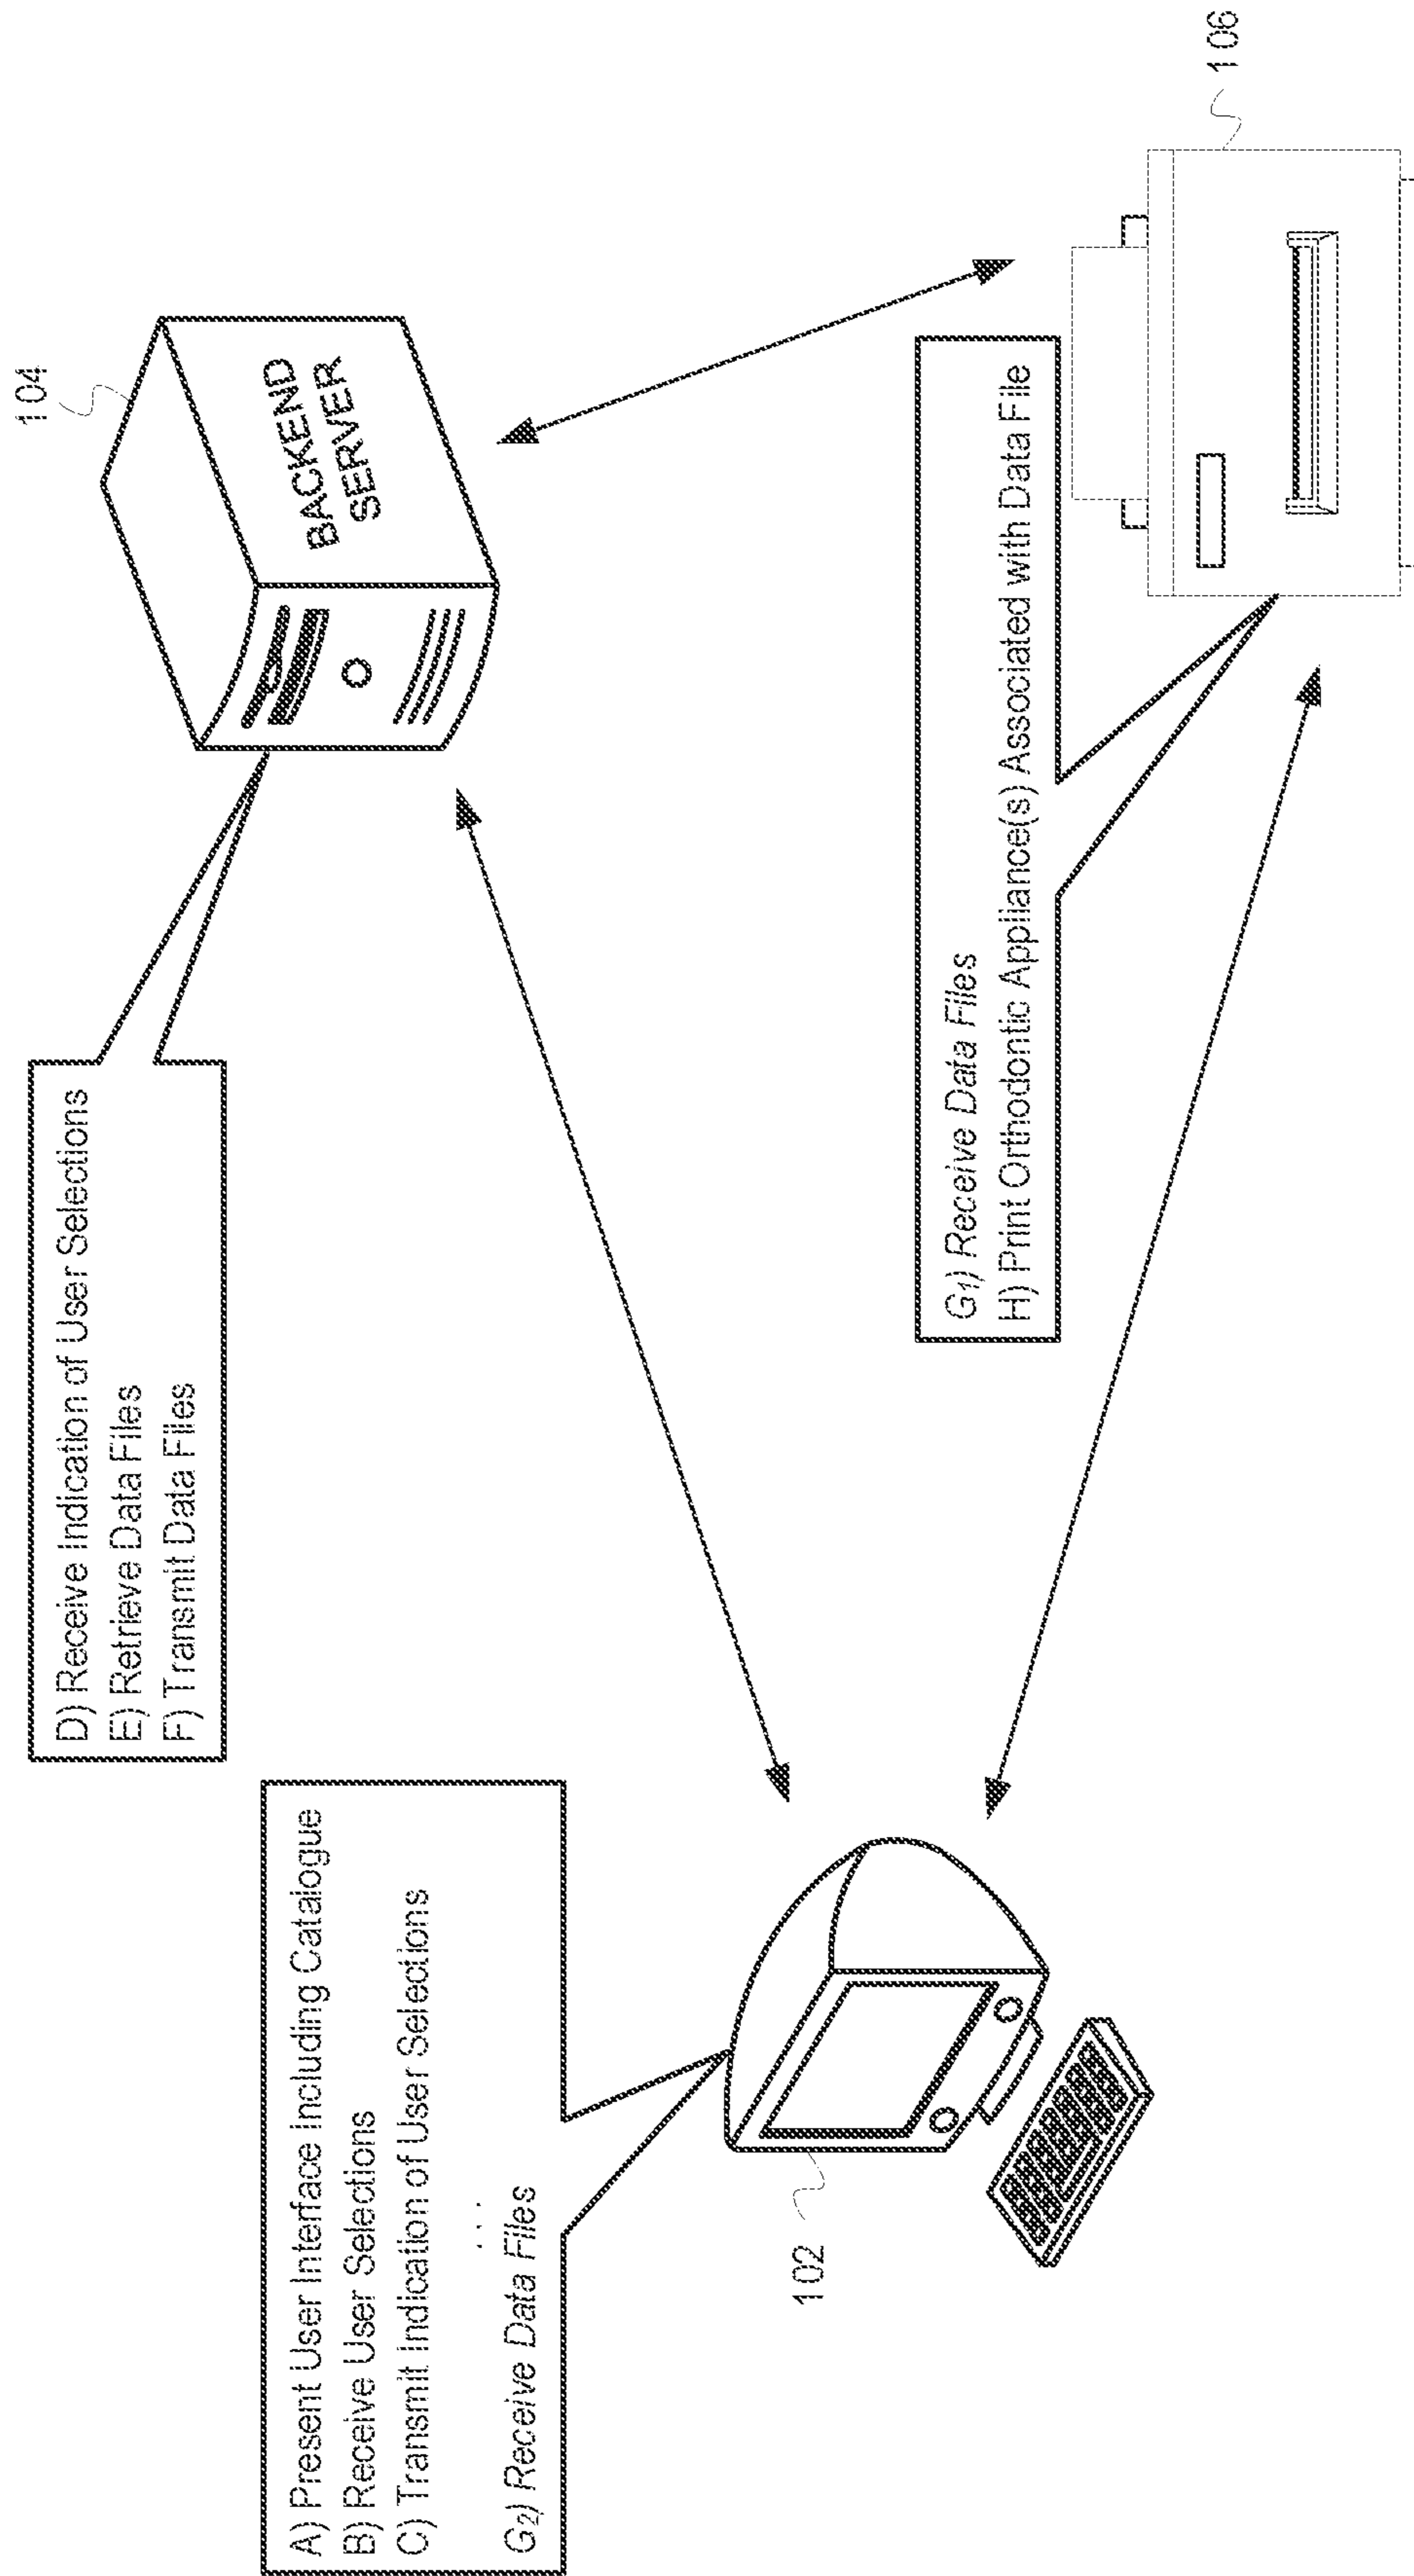 A) Present User Interface Including Catalogue
B) Receive User Selections
C) Transmit Indication of User Selections
. . .
G2) Receive Data Files
102
D) Receive Indication of User Selections
E) Retrieve Data Files
F) Transmit Data Files
104
BACKEND
SERVER
G1) Receive Data Files
H) Print Orthodontic Appliance(s) Associated with Data File
106